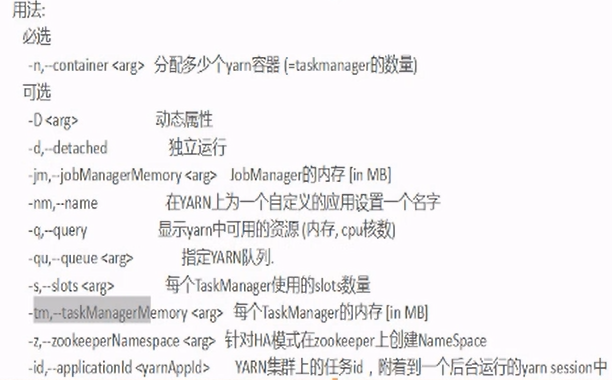 用法:
必选
-n,--container <arg> 分配多少个yarn容器 (=taskmanager的数量)
可选
-D <arg> 动态属性
-d,--detached 独立运行
-jm,--jobManagerMemory <arg> JobManager的内存 [in MB]
-nm,--name 在YARN上为一个自定义的应用设置一个名字
-q,--query 显示yarn中可用的资源 (内存, cpu核数)
-qu,--queue <arg> 指定YARN队列.
-s,--slots <arg> 每个TaskManager使用的slots数量
-tm,--taskManagerMemory <arg> 每个TaskManager的内存 [in MB]
-z,--zookeeperNamespace <arg> 针对HA模式在zookeeper上创建NameSpace
-id,--applicationId <yarnAppId> YARN集群上的任务id，附着到一个后台运行的yarn session中